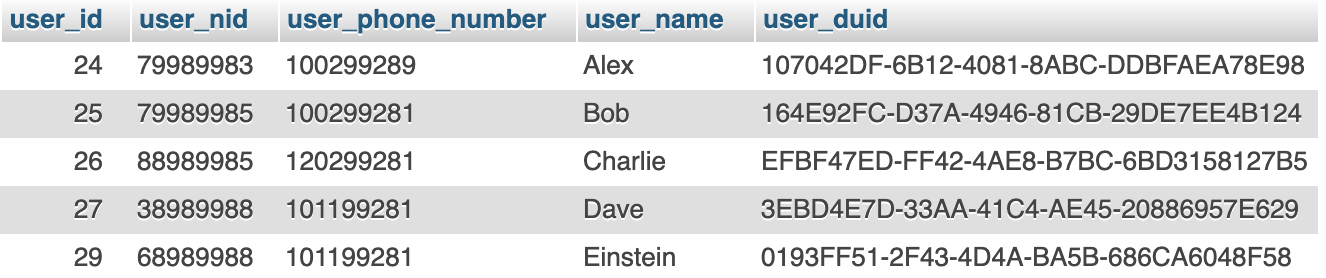 user_id user_nid user_phone_number user_name user_duid
24 79989983 100299289 Alex 107042DF-6B12-4081-8ABC-DDBFAEA78E98
25 79989985 100299281 Bob 164E92FC-D37A-4946-81CB-29DE7EE4B124
26 88989985 120299281 Charlie EFBF47ED-FF42-4AE8-B7BC-6BD3158127B5
27 38989988 101199281 Dave 3EBD4E7D-33AA-41C4-AE45-20886957E629
29 68989988 101199281 Einstein 0193FF51-2F43-4D4A-BA5B-686CA6048F58